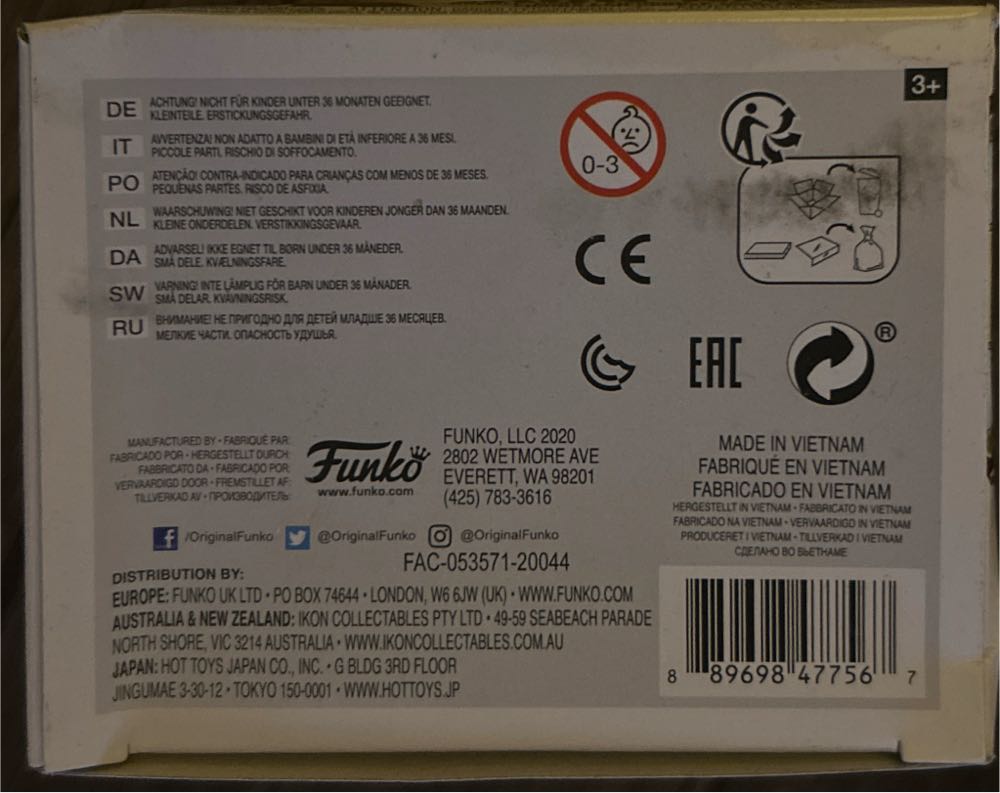 3+
DE ACHTUNG! NICHT FÜR KINDER UNTER 36 MONATEN GEEIGNET.
KLEINTEILE. ERSTICKUNGSGEFAHR.
IT AVVERTENZA! NON ADATTO A BAMBINI DI ETÀ INFERIORE A 36 MESI.
PICCOLE PARTI. RISCHIO DI SOFFOCAMENTO.
PO ATENÇÃO! CONTRA-INDICADO PARA CRIANÇAS COM MENOS DE 36 MESES.
PEQUENAS PARTES. RISCO DE ASFIXIA.
NL WAARSCHUWING! NIET GESCHIKT VOOR KINDEREN JONGER DAN 36 MAANDEN.
KLEINE ONDERDELEN. VERSTIKKINGSGEVAAR.
DA ADVARSEL! IKKE EGNET TIL BØRN UNDER 36 MÅNEDER.
SMÅ DELE. KVÆLNINGSFARE.
SW VARNING! INTE LÄMPLIG FÖR BARN UNDER 36 MÅNADER.
SMÅ DELAR. KVÄVNINGSRISK.
RU ВНИМАНИЕ! НЕ ПРИГОДНО ДЛЯ ДЕТЕЙ МЛАДШЕ 36 МЕСЯЦЕВ.
МЕЛКИЕ ЧАСТИ. ОПАСНОСТЬ УДУШЬЯ.
0-3
CE
EAC
®
MANUFACTURED BY • FABRIQUÉ PAR:
FABRICADO POR • HERGESTELLT DURCH:
FABBRICATO DA • FABRICADO POR:
VERVAARDIGD DOOR • FREMSTILLET AF:
TILLVERKAD AV • ПРОИЗВОДИТЕЛЬ:
Funko
www.funko.com
FUNKO, LLC 2020
2802 WETMORE AVE
EVERETT, WA 98201
(425) 783-3616
MADE IN VIETNAM
FABRIQUÉ EN VIETNAM
FABRICADO EN VIETNAM
HERGESTELLT IN VIETNAM • FABBRICATO IN VIETNAM
FABRICADO NA VIETNAM • VERVAARDIGD IN VIETNAM
PRODUCERET I VIETNAM • TILLVERKAD I VIETNAM
СДЕЛАНО ВО ВЬЕТНАМЕ
f /OriginalFunko @OriginalFunko @OriginalFunko
FAC-053571-20044
DISTRIBUTION BY:
EUROPE: FUNKO UK LTD • PO BOX 74644 • LONDON, W6 6JW (UK) • WWW.FUNKO.COM
AUSTRALIA & NEW ZEALAND: IKON COLLECTABLES PTY LTD • 49-59 SEABEACH PARADE
NORTH SHORE, VIC 3214 AUSTRALIA • WWW.IKONCOLLECTABLES.COM.AU
JAPAN: HOT TOYS JAPAN CO., INC. • G BLDG 3RD FLOOR
JINGUMAE 3-30-12 • TOKYO 150-0001 • WWW.HOTTOYS.JP
8 89698 47756 7